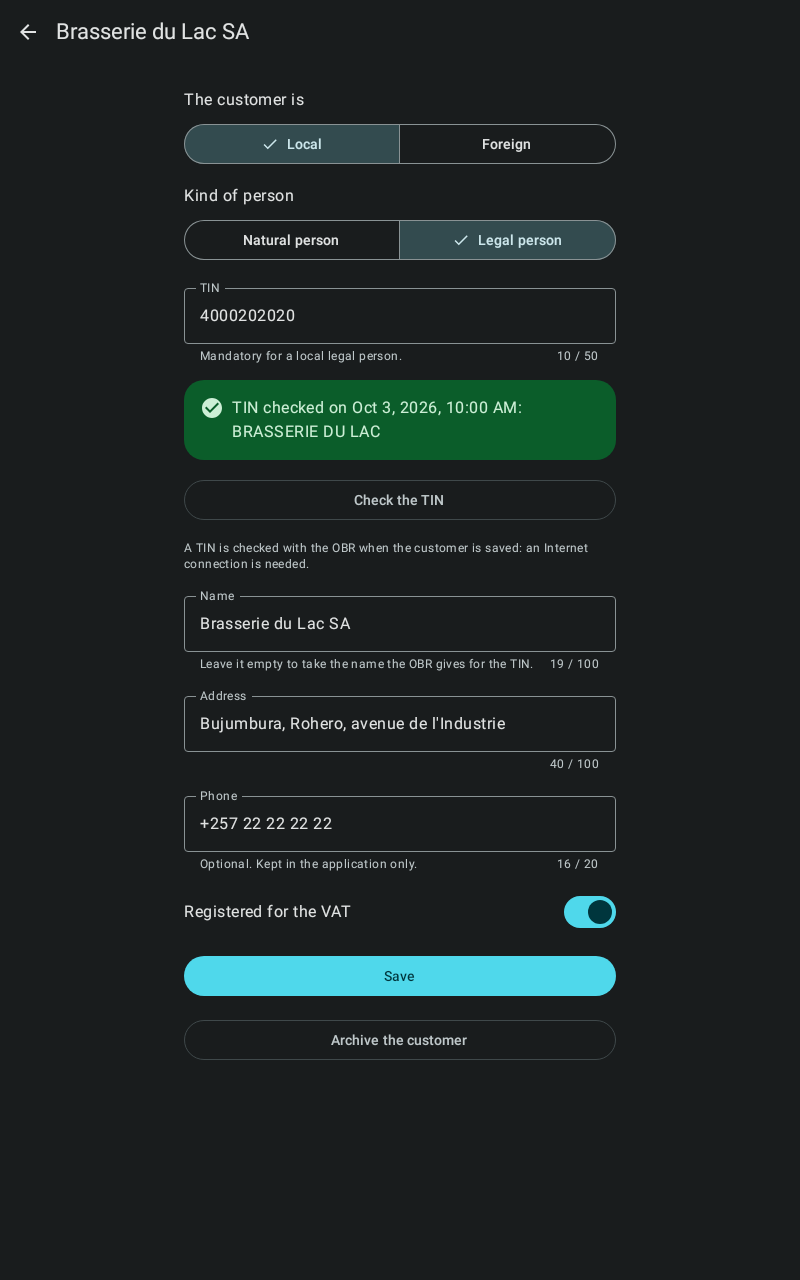 Brasserie du Lac SA
The customer is
Local
Foreign
Kind of person
Natural person
Legal person
TIN
4000202020
Mandatory for a local legal person.
10 / 50
TIN checked on Oct 3, 2026, 10:00 AM:
BRASSERIE DU LAC
Check the TIN
A TIN is checked with the OBR when the customer is saved: an Internet
connection is needed.
Name
Brasserie du Lac SA
Leave it empty to take the name the OBR gives for the TIN.
19 / 100
Address
Bujumbura, Rohero, avenue de l'Industrie
40 / 100
Phone
+257 22 22 22 22
Optional. Kept in the application only.
16 / 20
Registered for the VAT
Save
Archive the customer